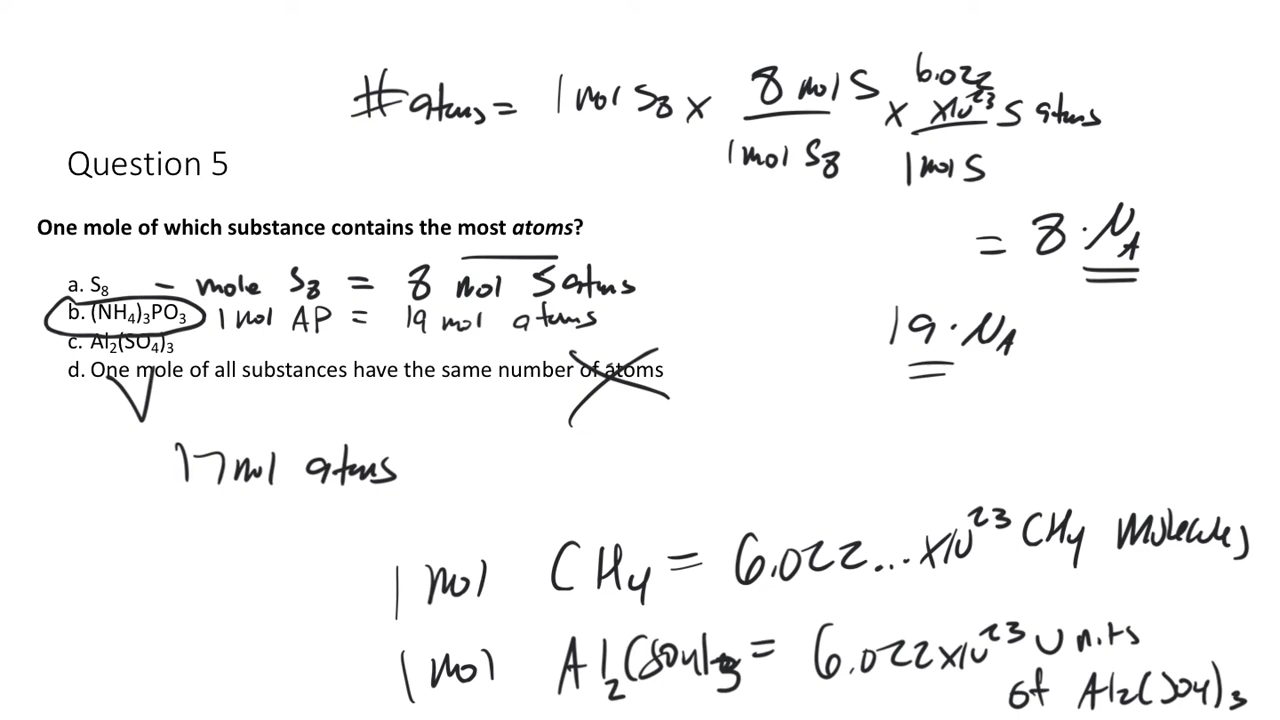 #atoms = 1 mol S8 x 8 mol S / 1 mol S8 x 6.022 x10^23 S atoms / 1 mol S
Question 5
= 8 · NA
One mole of which substance contains the most atoms?
a. S₈ - mole S8 = 8 mol S atoms
b. (NH₄)₃PO₃ 1 mol AP = 19 mol atoms
19 · NA
c. Al₂(SO₄)₃
d. One mole of all substances have the same number of atoms
17 mol atoms
1 mol CH4 = 6.022... x10^23 CH4 molecules
1 mol Al2(SO4)3 = 6.022 x10^23 units
of Al2(SO4)3